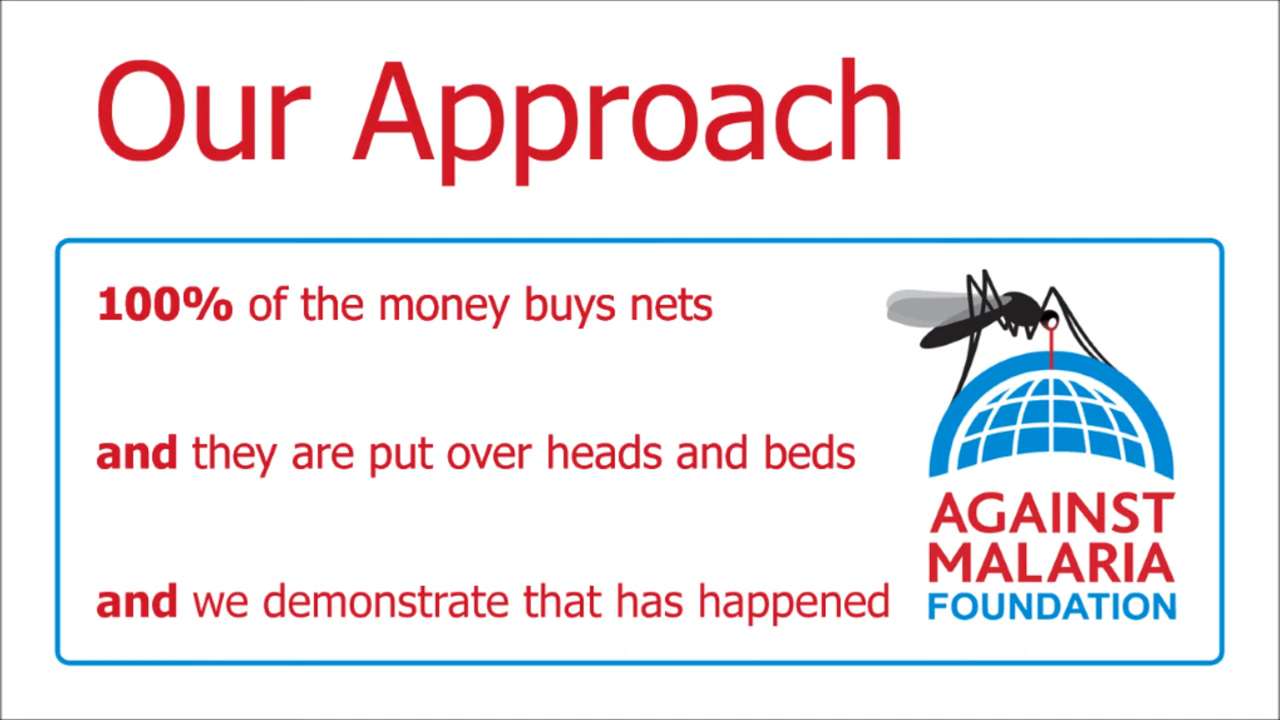 Our Approach
100% of the money buys nets
and they are put over heads and beds
and we demonstrate that has happened
AGAINST
MALARIA
FOUNDATION